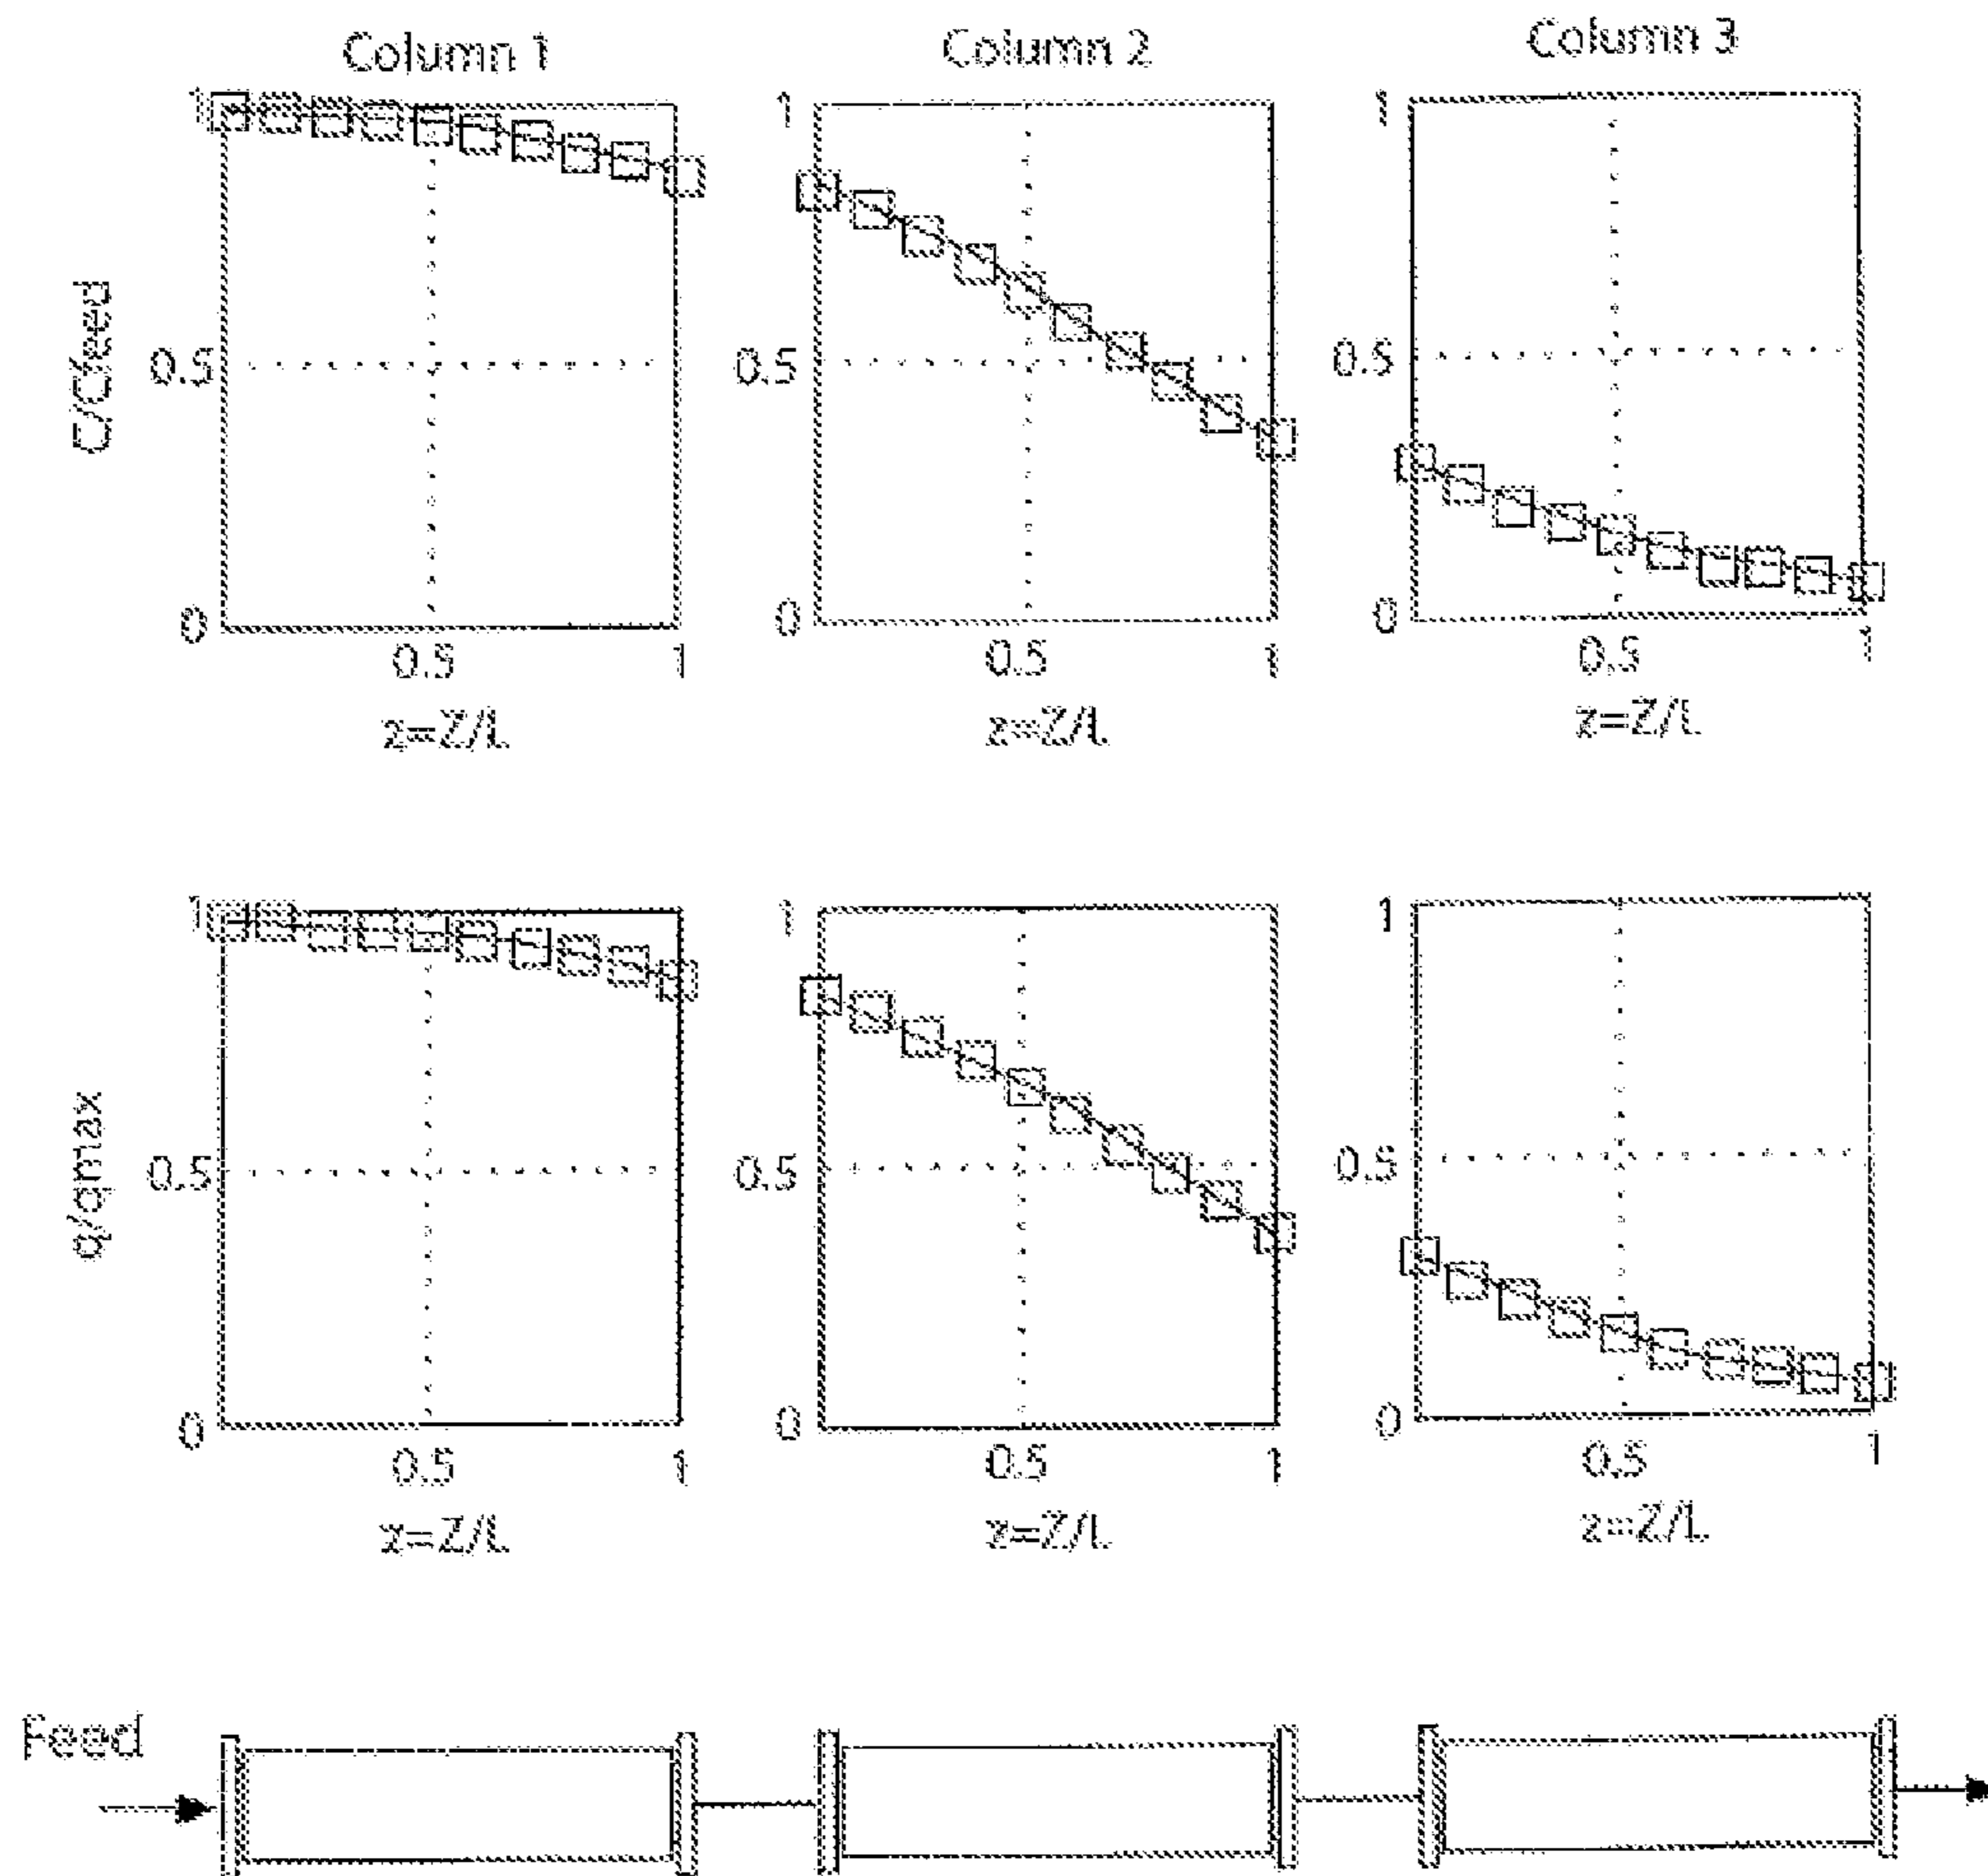 Column 1 Column 2 Column 3
1 1 1
C/Cfeed 0.5 0.5 0.5
0 0 0
0.5 1 0.5 1 0.5 1
z=Z/L z=Z/L z=Z/L
1 1 1
q/qmax 0.5 0.5 0.5
0 0 0
0.5 1 0.5 1 0.5 1
z=Z/L z=Z/L z=Z/L
Feed